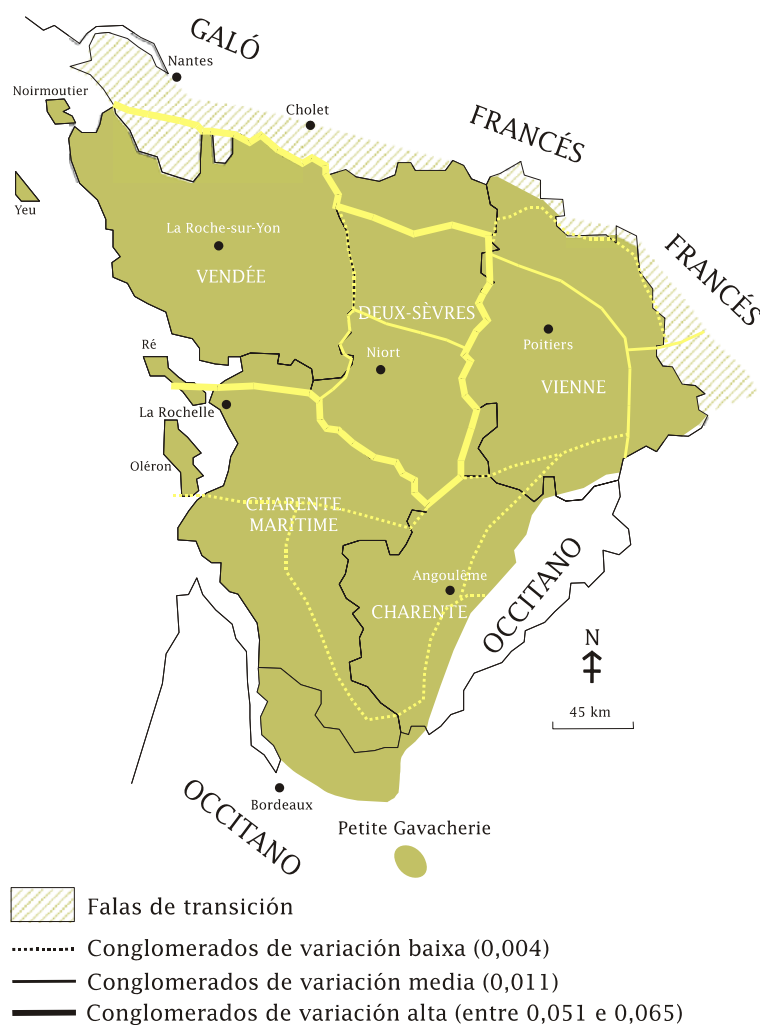 GALÓ
Nantes
Noirmoutier
Cholet
FRANCÉS
Yeu
La Roche-sur-Yon
VENDÉE
FRANCÉS
DEUX-SÈVRES
Ré
Niort
Poitiers
VIENNE
La Rochelle
Oléron
CHARENTE
MARITIME
Angoulême
CHARENTE
OCCITANO
N
45 km
OCCITANO
Bordeaux
Petite Gavacherie
Falas de transición
Conglomerados de variación baixa (0,004)
Conglomerados de variación media (0,011)
Conglomerados de variación alta (entre 0,051 e 0,065)